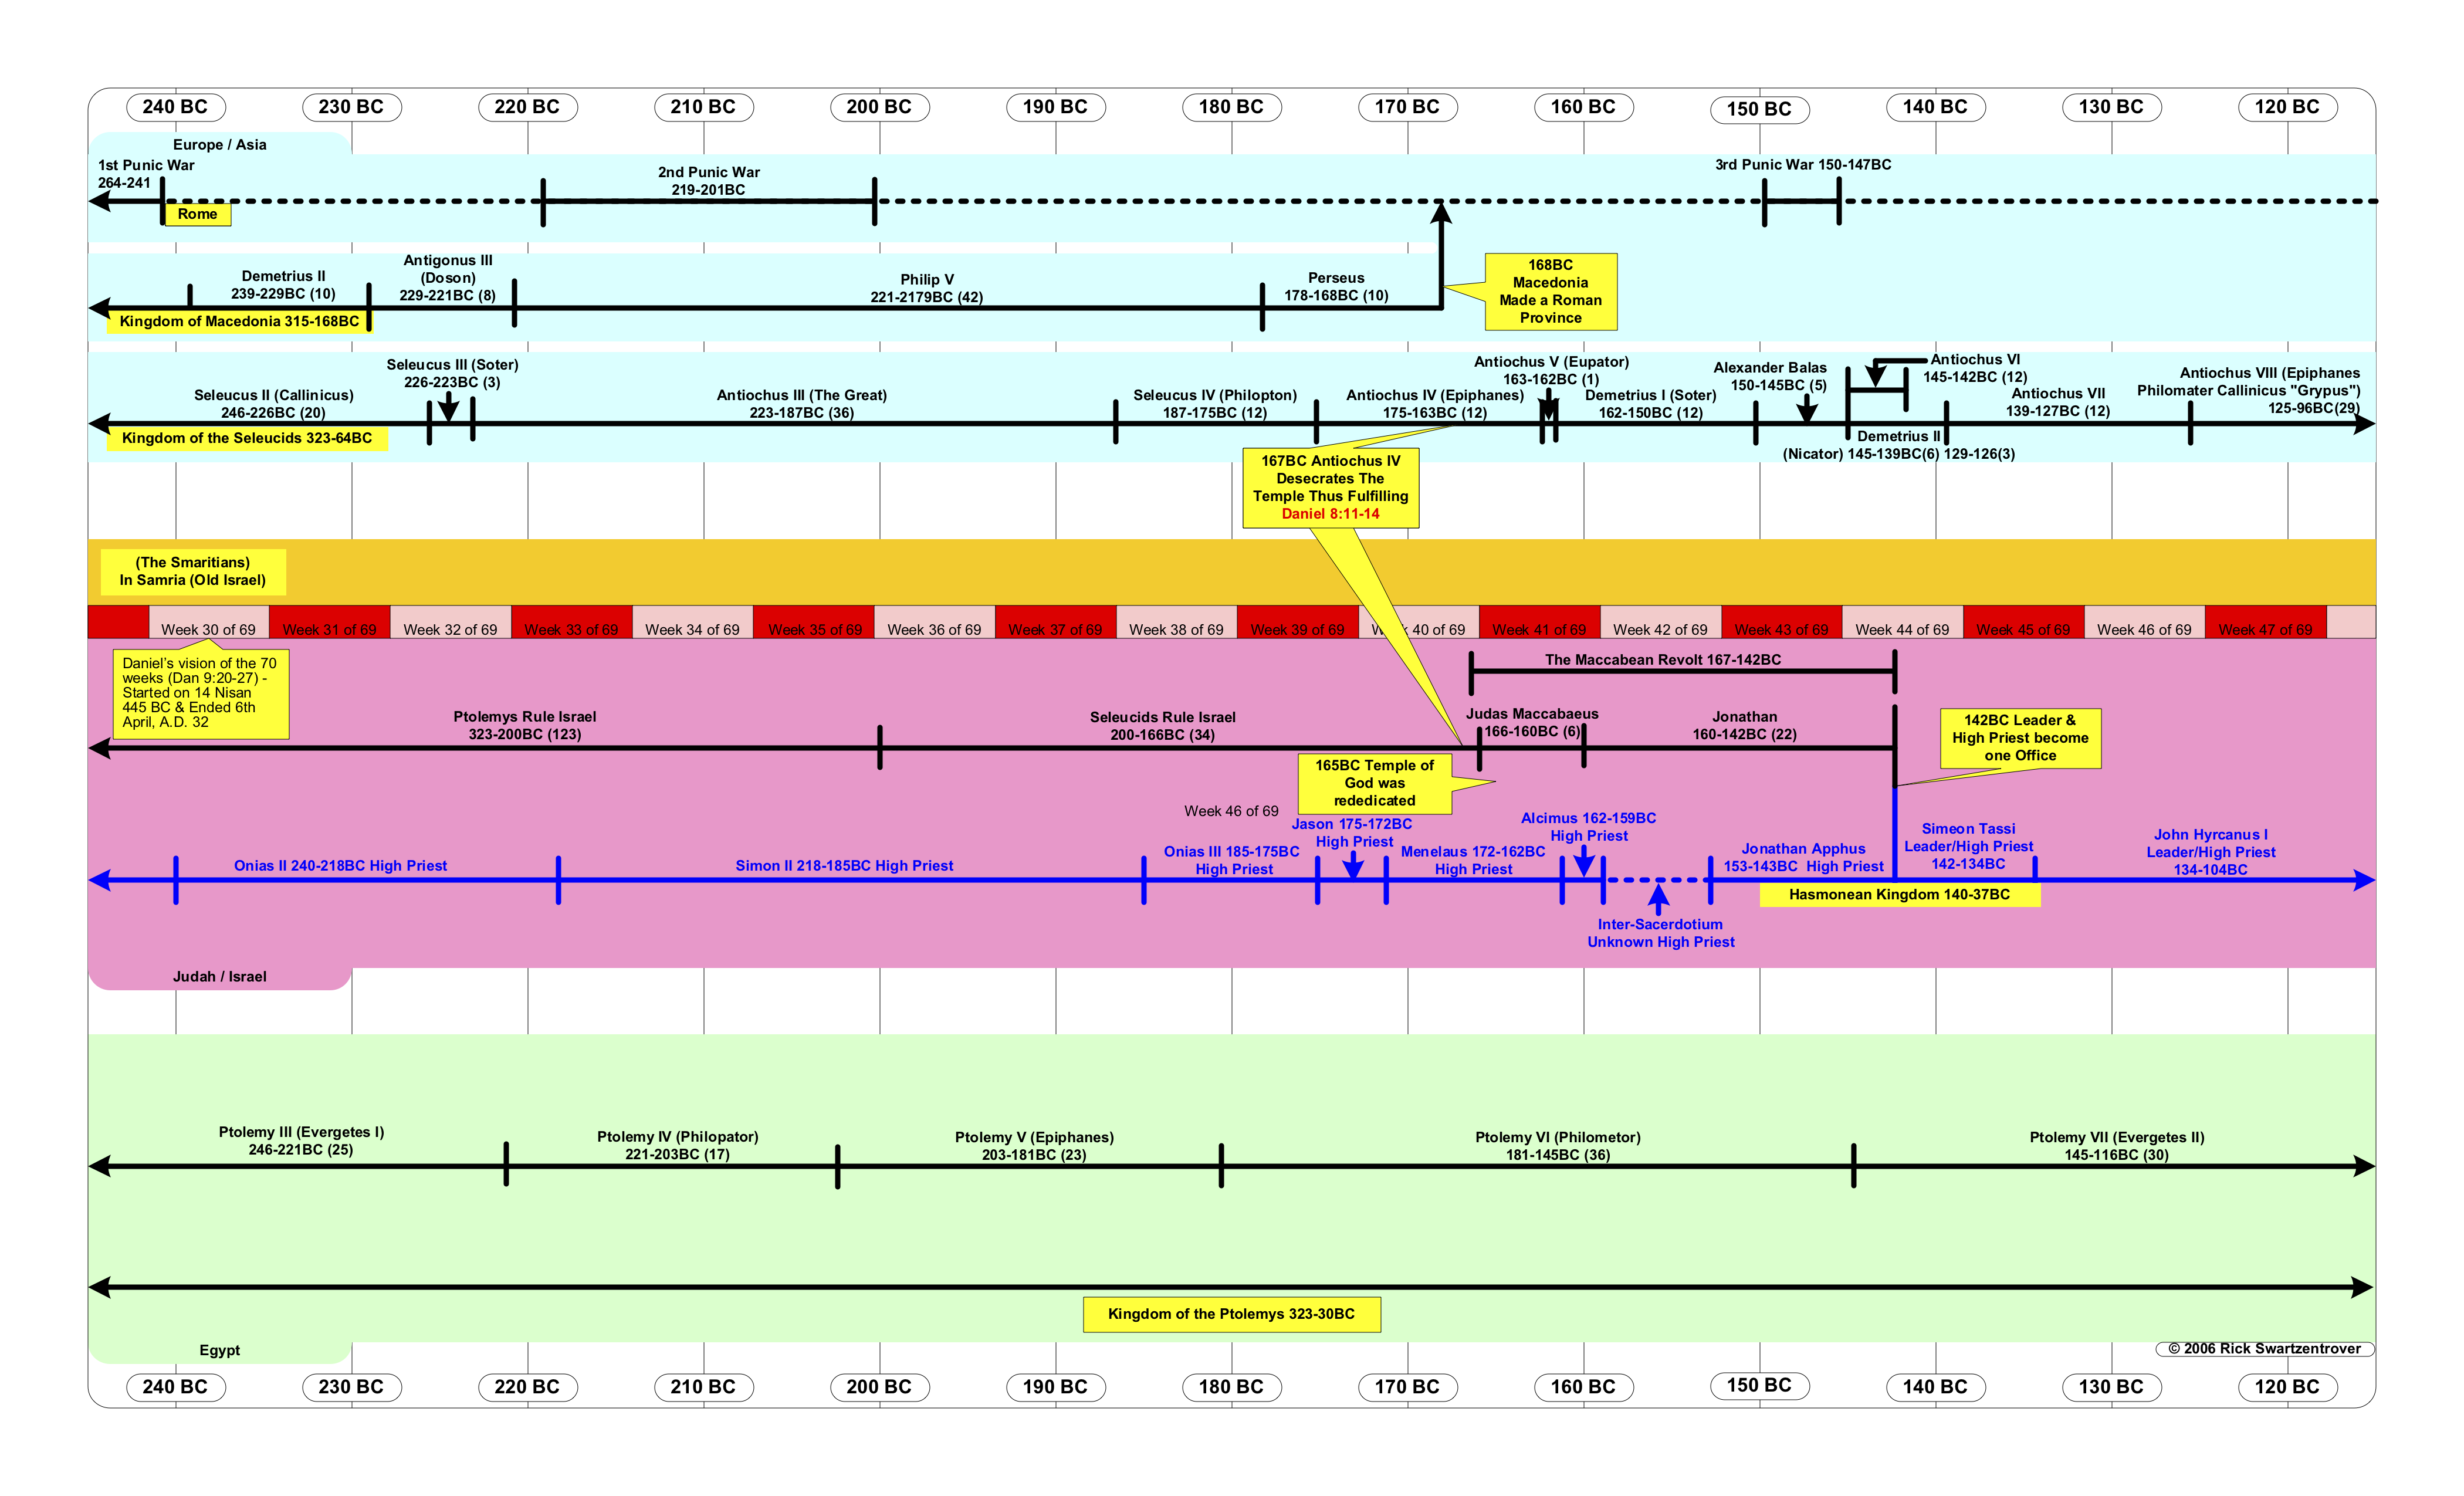 240 BC
230 BC
220 BC
210 BC
200 BC
190 BC
180 BC
170 BC
160 BC
150 BC
140 BC
130 BC
120 BC
Europe / Asia
1st Punic War
264-241
Rome
2nd Punic War
219-201BC
3rd Punic War 150-147BC
Demetrius II
239-229BC (10)
Antigonus III
(Doson)
229-221BC (8)
Philip V
221-2179BC (42)
Perseus
178-168BC (10)
168BC
Macedonia
Made a Roman
Province
Kingdom of Macedonia 315-168BC
Seleucus II (Callinicus)
246-226BC (20)
Seleucus III (Soter)
226-223BC (3)
Antiochus III (The Great)
223-187BC (36)
Seleucus IV (Philopton)
187-175BC (12)
Antiochus IV (Epiphanes)
175-163BC (12)
Antiochus V (Eupator)
163-162BC (1)
Demetrius I (Soter)
162-150BC (12)
Alexander Balas
150-145BC (5)
Antiochus VI
145-142BC (12)
Antiochus VII
139-127BC (12)
Antiochus VIII (Epiphanes
Philomater Callinicus "Grypus")
125-96BC(29)
Demetrius II
(Nicator) 145-139BC(6) 129-126(3)
Kingdom of the Seleucids 323-64BC
167BC Antiochus IV
Desecrates The
Temple Thus Fulfilling
Daniel 8:11-14
(The Smaritians)
In Samria (Old Israel)
Week 30 of 69
Week 31 of 69
Week 32 of 69
Week 33 of 69
Week 34 of 69
Week 35 of 69
Week 36 of 69
Week 37 of 69
Week 38 of 69
Week 39 of 69
Week 40 of 69
Week 41 of 69
Week 42 of 69
Week 43 of 69
Week 44 of 69
Week 45 of 69
Week 46 of 69
Week 47 of 69
Daniel's vision of the 70
weeks (Dan 9:20-27) -
Started on 14 Nisan
445 BC & Ended 6th
April, A.D. 32
The Maccabean Revolt 167-142BC
Ptolemys Rule Israel
323-200BC (123)
Seleucids Rule Israel
200-166BC (34)
Judas Maccabaeus
166-160BC (6)
Jonathan
160-142BC (22)
142BC Leader &
High Priest become
one Office
165BC Temple of
God was
rededicated
Week 46 of 69
Onias II 240-218BC High Priest
Simon II 218-185BC High Priest
Onias III 185-175BC
High Priest
Jason 175-172BC
High Priest
Menelaus 172-162BC
High Priest
Alcimus 162-159BC
High Priest
Inter-Sacerdotium
Unknown High Priest
Jonathan Apphus
153-143BC High Priest
Simeon Tassi
Leader/High Priest
142-134BC
John Hyrcanus I
Leader/High Priest
134-104BC
Hasmonean Kingdom 140-37BC
Judah / Israel
Ptolemy III (Evergetes I)
246-221BC (25)
Ptolemy IV (Philopator)
221-203BC (17)
Ptolemy V (Epiphanes)
203-181BC (23)
Ptolemy VI (Philometor)
181-145BC (36)
Ptolemy VII (Evergetes II)
145-116BC (30)
Kingdom of the Ptolemys 323-30BC
Egypt
© 2006 Rick Swartzentrover
240 BC
230 BC
220 BC
210 BC
200 BC
190 BC
180 BC
170 BC
160 BC
150 BC
140 BC
130 BC
120 BC